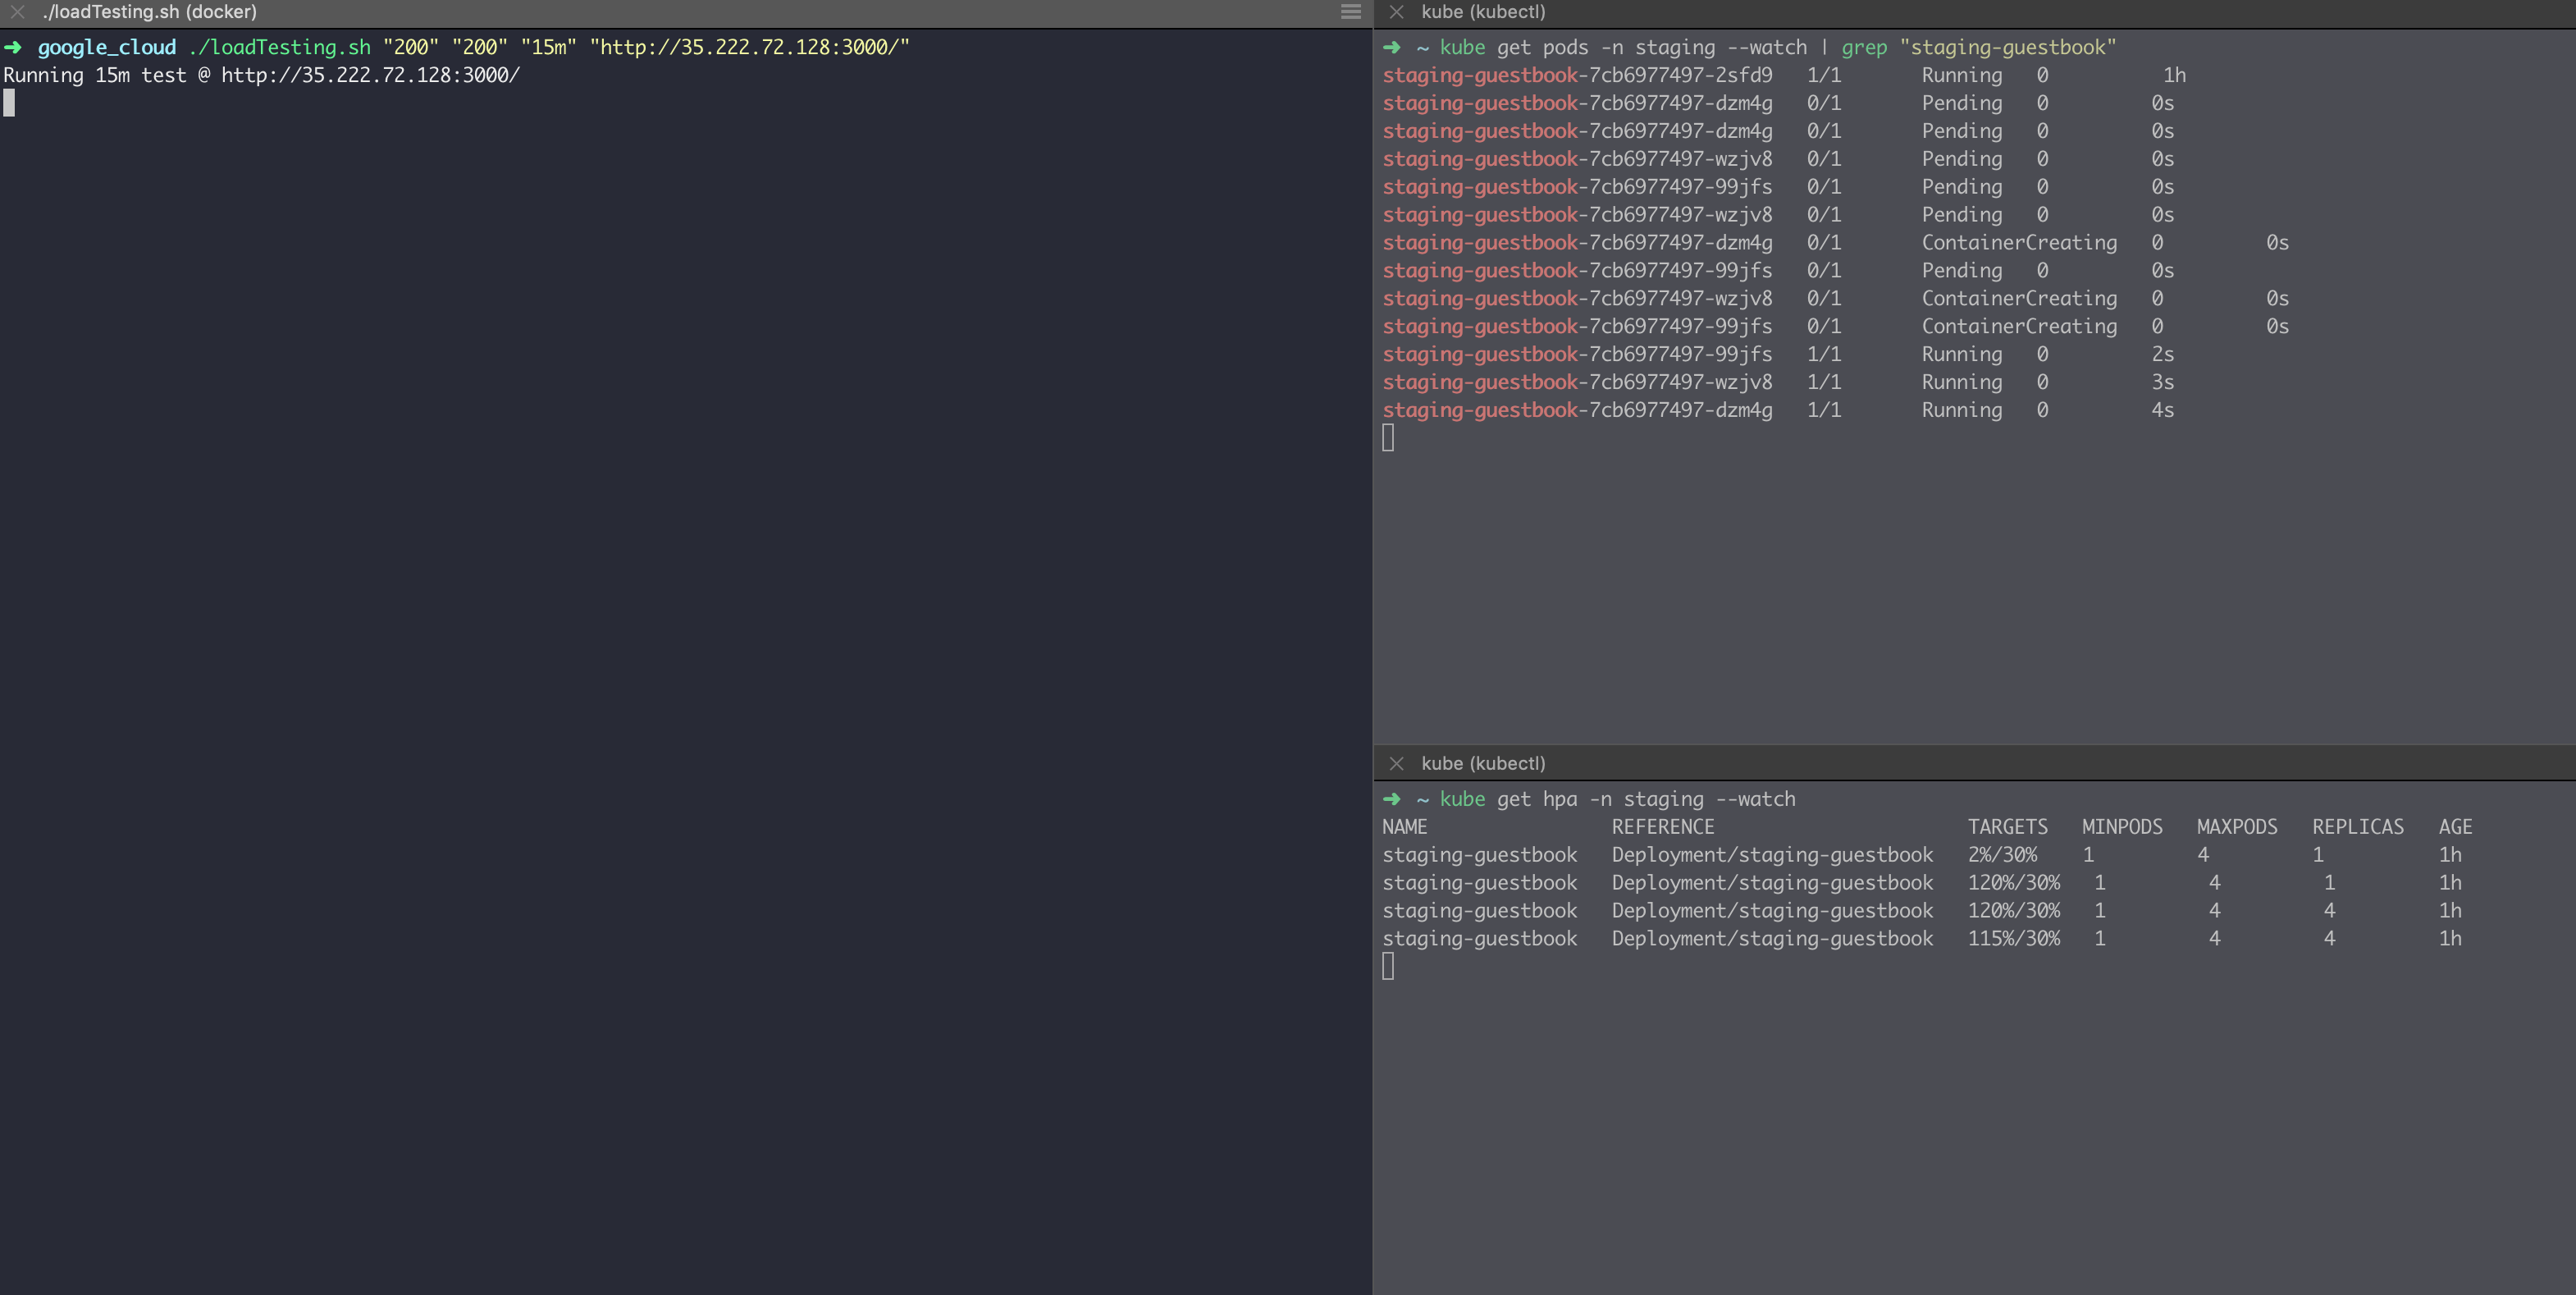 ./loadTesting.sh (docker)
➜ google_cloud ./loadTesting.sh "200" "200" "15m" "http://35.222.72.128:3000/"
Running 15m test @ http://35.222.72.128:3000/
kube (kubectl)
➜ ~ kube get pods -n staging --watch | grep "staging-guestbook"
staging-guestbook-7cb6977497-2sfd9 1/1 Running 0 1h
staging-guestbook-7cb6977497-dzm4g 0/1 Pending 0 0s
staging-guestbook-7cb6977497-dzm4g 0/1 Pending 0 0s
staging-guestbook-7cb6977497-wzjv8 0/1 Pending 0 0s
staging-guestbook-7cb6977497-99jfs 0/1 Pending 0 0s
staging-guestbook-7cb6977497-wzjv8 0/1 Pending 0 0s
staging-guestbook-7cb6977497-dzm4g 0/1 ContainerCreating 0 0s
staging-guestbook-7cb6977497-99jfs 0/1 Pending 0 0s
staging-guestbook-7cb6977497-wzjv8 0/1 ContainerCreating 0 0s
staging-guestbook-7cb6977497-99jfs 0/1 ContainerCreating 0 0s
staging-guestbook-7cb6977497-99jfs 1/1 Running 0 2s
staging-guestbook-7cb6977497-wzjv8 1/1 Running 0 3s
staging-guestbook-7cb6977497-dzm4g 1/1 Running 0 4s
kube (kubectl)
➜ ~ kube get hpa -n staging --watch
NAME REFERENCE TARGETS MINPODS MAXPODS REPLICAS AGE
staging-guestbook Deployment/staging-guestbook 2%/30% 1 4 1 1h
staging-guestbook Deployment/staging-guestbook 120%/30% 1 4 1 1h
staging-guestbook Deployment/staging-guestbook 120%/30% 1 4 4 1h
staging-guestbook Deployment/staging-guestbook 115%/30% 1 4 4 1h